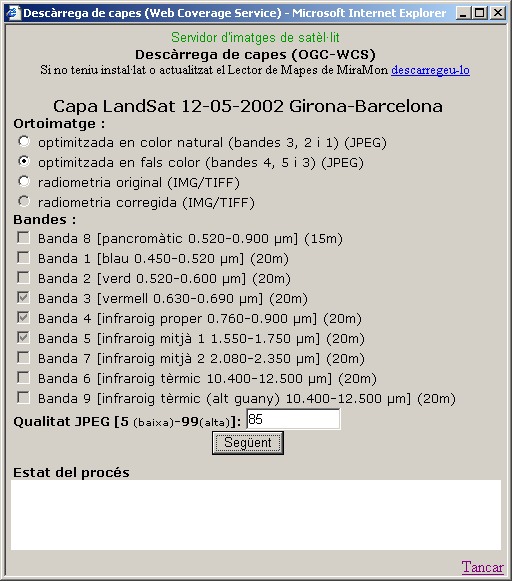 Descàrrega de capes (Web Coverage Service) - Microsoft Internet Explorer
Servidor d'imatges de satèl·lit
Descàrrega de capes (OGC-WCS)
Si no teniu instal·lat o actualitzat el Lector de Mapes de MiraMon descarregeu-lo
Capa LandSat 12-05-2002 Girona-Barcelona
Ortoimatge :
optimitzada en color natural (bandes 3, 2 i 1) (JPEG)
optimitzada en fals color (bandes 4, 5 i 3) (JPEG)
radiometria original (IMG/TIFF)
radiometria corregida (IMG/TIFF)
Bandes :
Banda 8 [pancromàtic 0.520-0.900 µm] (15m)
Banda 1 [blau 0.450-0.520 µm] (20m)
Banda 2 [verd 0.520-0.600 µm] (20m)
Banda 3 [vermell 0.630-0.690 µm] (20m)
Banda 4 [infraroig proper 0.760-0.900 µm] (20m)
Banda 5 [infraroig mitjà 1 1.550-1.750 µm] (20m)
Banda 7 [infraroig mitjà 2 2.080-2.350 µm] (20m)
Banda 6 [infraroig tèrmic 10.400-12.500 µm] (20m)
Banda 9 [infraroig tèrmic (alt guany) 10.400-12.500 µm] (20m)
Qualitat JPEG [5 (baixa)-99(alta)]: 85
Següent
Estat del procés
Tancar